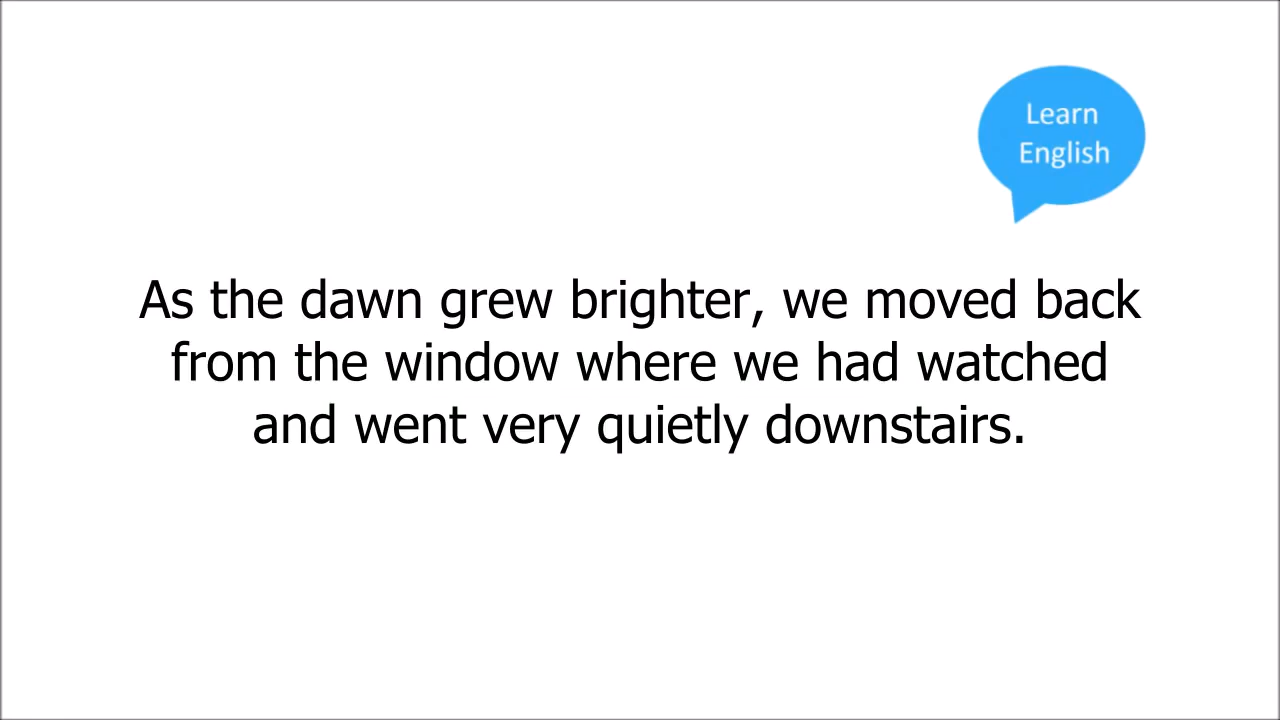 Learn
English
As the dawn grew brighter, we moved back
from the window where we had watched
and went very quietly downstairs.